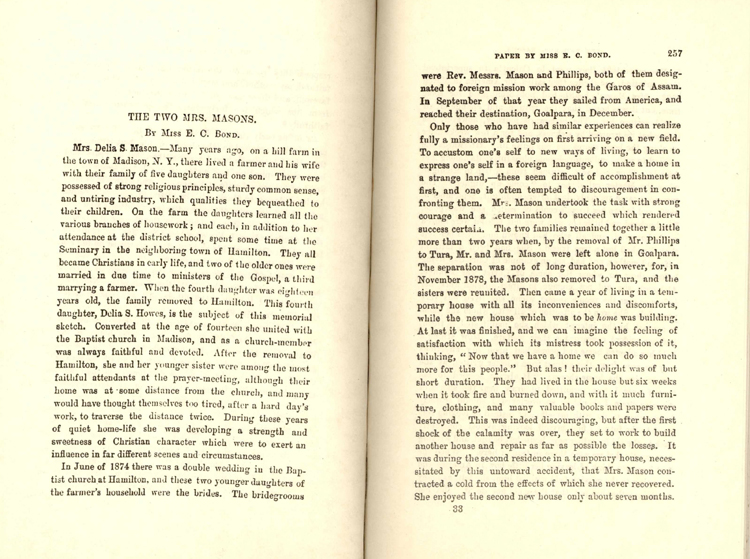 THE TWO MRS. MASONS.
BY MISS E. C. BOND.
Mrs. Delia S. Mason.—Many years ago, on a hill farm in
the town of Madison, N. Y., there lived a farmer and his wife
with their family of five daughters and one son. They were
possessed of strong religious principles, sturdy common sense,
and untiring industry, which qualities they bequeathed to
their children. On the farm the daughters learned all the
various branches of housework; and each, in addition to her
attendance at the district school, spent some time at the
Seminary in the neighboring town of Hamilton. They all
became Christians in early life, and two of the older ones were
married in due time to ministers of the Gospel, a third
marrying a farmer. When the fourth daughter was eighteen
years old, the family removed to Hamilton. This fourth
daughter, Delia S. Howes, is the subject of this memorial
sketch. Converted at the age of fourteen she united with
the Baptist church in Madison, and as a church-member
was always faithful and devoted. After the removal to
Hamilton, she and her younger sister were among the most
faithful attendants at the prayer-meeting, although their
home was at some distance from the church, and many
would have thought themselves too tired, after a hard day's
work, to traverse the distance twice. During these years
of quiet home-life she was developing a strength and
sweetness of Christian character which were to exert an
influence in far different scenes and circumstances.
In June of 1874 there was a double wedding in the Bap-
tist church at Hamilton, and these two younger daughters of
the farmer's household were the brides. The bridegrooms
PAPER BY MISS E. C. BOND. 257
were Rev. Messrs. Mason and Phillips, both of them desig-
nated to foreign mission work among the Garos of Assam.
In September of that year they sailed from America, and
reached their destination, Goalpara, in December.
Only those who have had similar experiences can realize
fully a missionary's feelings on first arriving on a new field.
To accustom one's self to new ways of living, to learn to
express one's self in a foreign language, to make a home in
a strange land,—these seem difficult of accomplishment at
first, and one is often tempted to discouragement in con-
fronting them. Mrs. Mason undertook the task with strong
courage and a determination to succeed which rendered
success certain. The two families remained together a little
more than two years when, by the removal of Mr. Phillips
to Tura, Mr. and Mrs. Mason were left alone in Goalpara.
The separation was not of long duration, however, for, in
November 1878, the Masons also removed to Tura, and the
sisters were reunited. Then came a year of living in a tem-
porary house with all its inconveniences and discomforts,
while the new house which was to be home was building.
At last it was finished, and we can imagine the feeling of
satisfaction with which its mistress took possession of it,
thinking, "Now that we have a home we can do so much
more for this people." But alas! their delight was of but
short duration. They had lived in the house but six weeks
when it took fire and burned down, and with it much furni-
ture, clothing, and many valuable books and papers were
destroyed. This was indeed discouraging, but after the first
shock of the calamity was over, they set to work to build
another house and repair as far as possible the losses. It
was during the second residence in a temporary house, neces-
sitated by this untoward accident, that Mrs. Mason con-
tracted a cold from the effects of which she never recovered.
She enjoyed the second new house only about seven months.
33